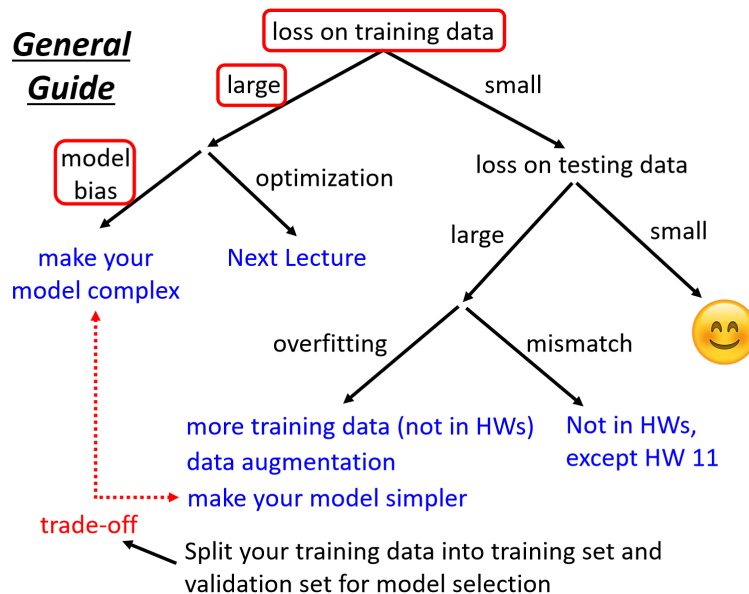 General
Guide
loss on training data
large
small
model
bias
optimization
loss on testing data
make your
model complex
Next Lecture
large
small
overfitting
mismatch
more training data (not in HWs)
data augmentation
make your model simpler
Not in HWs,
except HW 11
trade-off
Split your training data into training set and
validation set for model selection